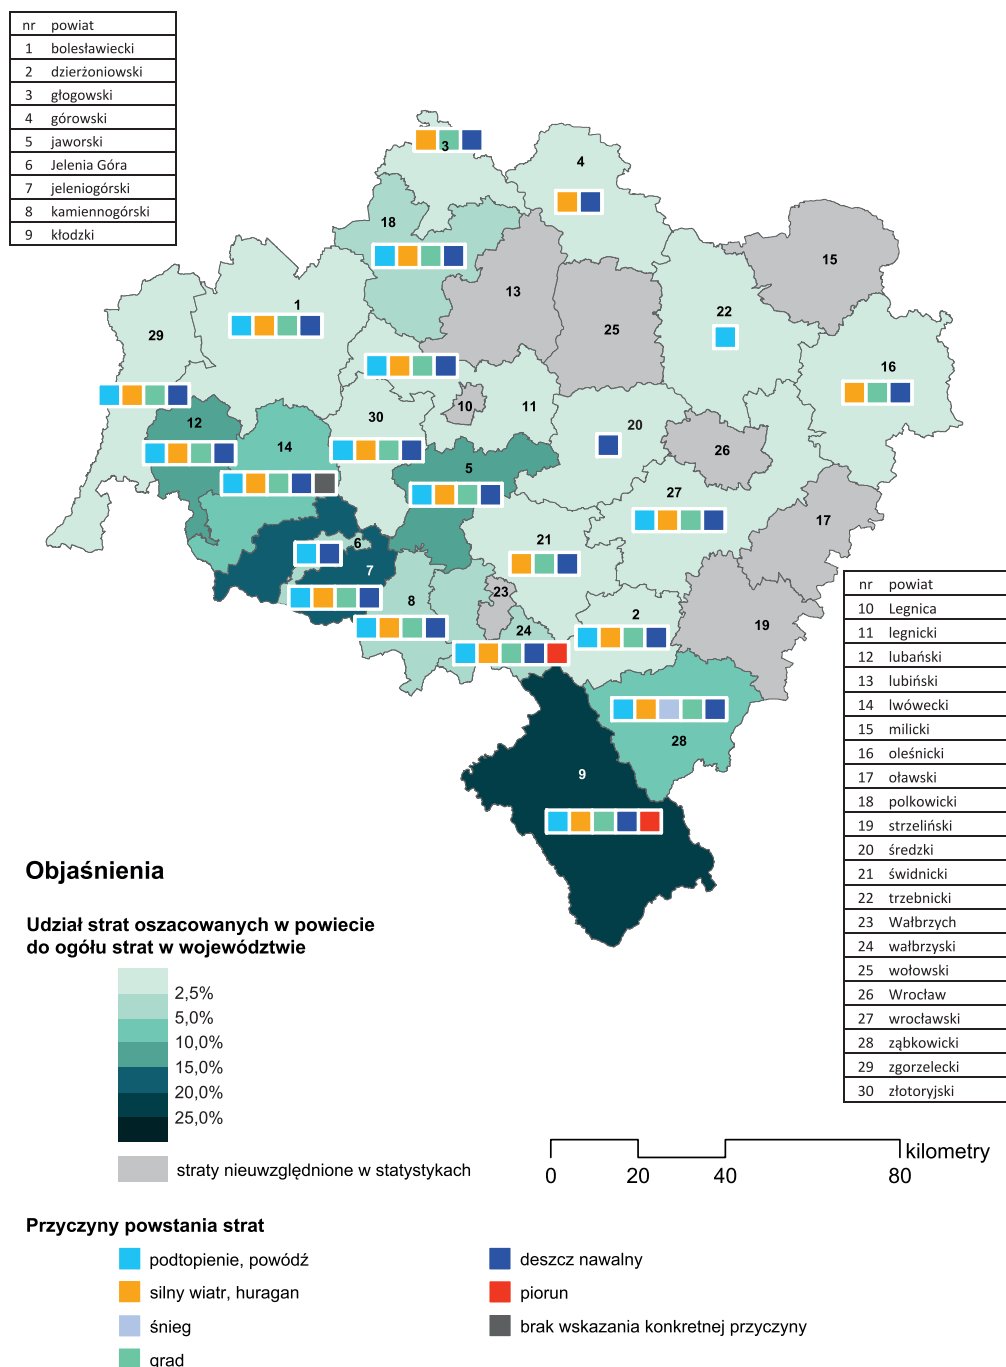 nr powiat
1 bolesławiecki
2 dzierżoniowski
3 głogowski
4 górowski
5 jaworski
6 Jelenia Góra
7 jeleniogórski
8 kamiennogórski
9 kłodzki
3
4
18
15
13
1
22
25
29
16
10
11
30
20
12
14
26
5
27
17
21
6
7
23
8
2
24
19
28
9
nr powiat
10 Legnica
11 legnicki
12 lubański
13 lubiński
14 lwówecki
15 milicki
16 oleśnicki
17 oławski
18 polkowicki
19 strzeliński
20 średzki
21 świdnicki
22 trzebnicki
23 Wałbrzych
24 wałbrzyski
25 wołowski
26 Wrocław
27 wrocławski
28 ząbkowicki
29 zgorzelecki
30 złotoryjski
Objaśnienia
Udział strat oszacowanych w powiecie
do ogółu strat w województwie
2,5%
5,0%
10,0%
15,0%
20,0%
25,0%
straty nieuwzględnione w statystykach
kilometry
0 20 40 80
Przyczyny powstania strat
podtopienie, powódź
silny wiatr, huragan
śnieg
grad
deszcz nawalny
piorun
brak wskazania konkretnej przyczyny